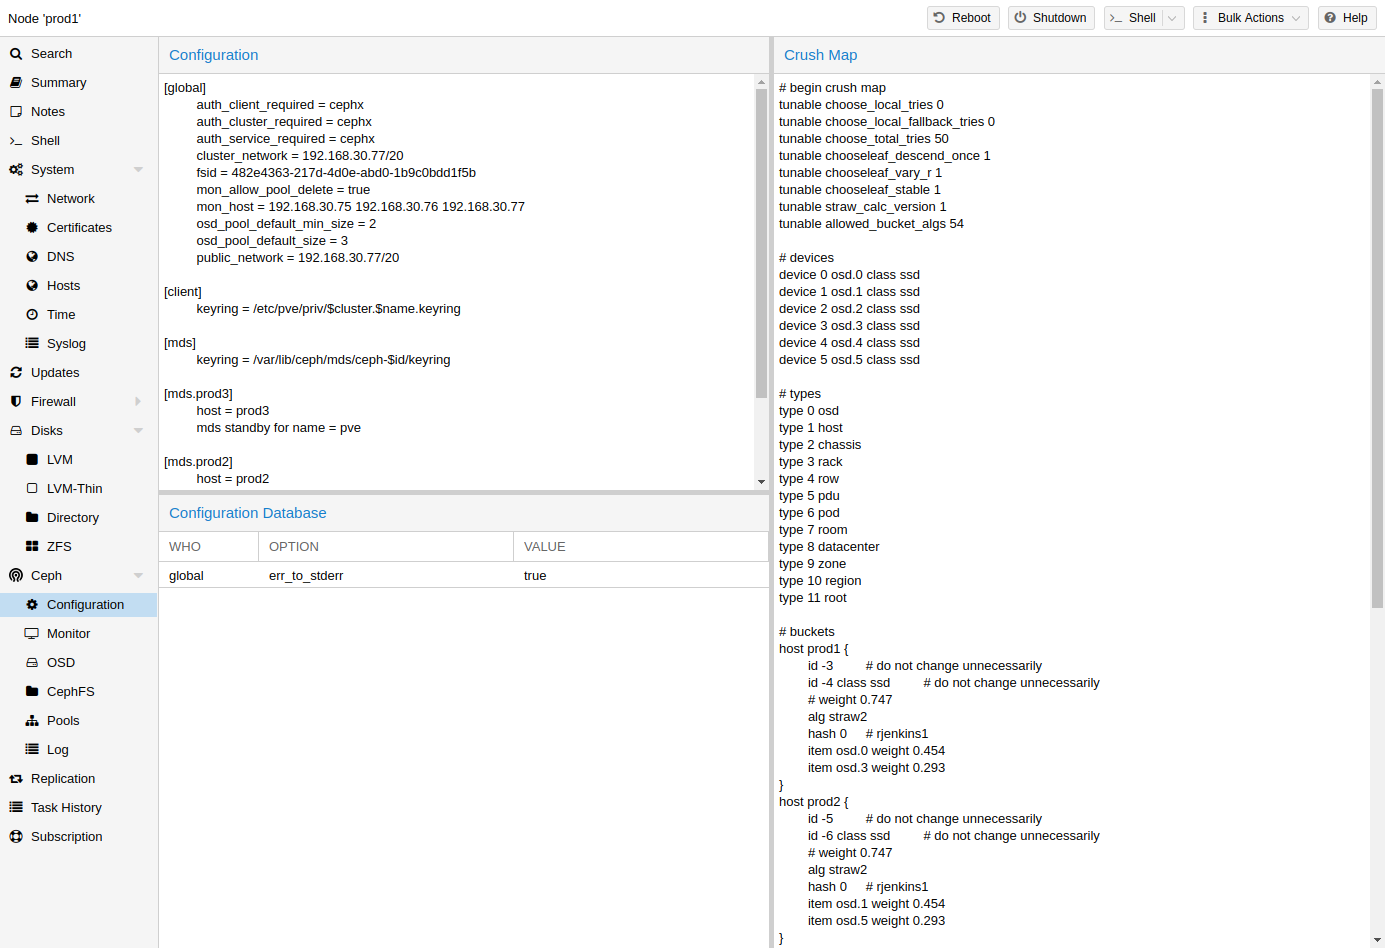 Node 'prod1'
Reboot
Shutdown
Shell
Bulk Actions
Help
Search
Summary
Notes
Shell
System
Network
Certificates
DNS
Hosts
Time
Syslog
Updates
Firewall
Disks
LVM
LVM-Thin
Directory
ZFS
Ceph
Configuration
Monitor
OSD
CephFS
Pools
Log
Replication
Task History
Subscription
Configuration
[global]
auth_client_required = cephx
auth_cluster_required = cephx
auth_service_required = cephx
cluster_network = 192.168.30.77/20
fsid = 482e4363-217d-4d0e-abd0-1b9c0bdd1f5b
mon_allow_pool_delete = true
mon_host = 192.168.30.75 192.168.30.76 192.168.30.77
osd_pool_default_min_size = 2
osd_pool_default_size = 3
public_network = 192.168.30.77/20
[client]
keyring = /etc/pve/priv/$cluster.$name.keyring
[mds]
keyring = /var/lib/ceph/mds/ceph-$id/keyring
[mds.prod3]
host = prod3
mds standby for name = pve
[mds.prod2]
host = prod2
Configuration Database
WHO OPTION VALUE
global err_to_stderr true
Crush Map
# begin crush map
tunable choose_local_tries 0
tunable choose_local_fallback_tries 0
tunable choose_total_tries 50
tunable chooseleaf_descend_once 1
tunable chooseleaf_vary_r 1
tunable chooseleaf_stable 1
tunable straw_calc_version 1
tunable allowed_bucket_algs 54
# devices
device 0 osd.0 class ssd
device 1 osd.1 class ssd
device 2 osd.2 class ssd
device 3 osd.3 class ssd
device 4 osd.4 class ssd
device 5 osd.5 class ssd
# types
type 0 osd
type 1 host
type 2 chassis
type 3 rack
type 4 row
type 5 pdu
type 6 pod
type 7 room
type 8 datacenter
type 9 zone
type 10 region
type 11 root
# buckets
host prod1 {
id -3 # do not change unnecessarily
id -4 class ssd # do not change unnecessarily
# weight 0.747
alg straw2
hash 0 # rjenkins1
item osd.0 weight 0.454
item osd.3 weight 0.293
}
host prod2 {
id -5 # do not change unnecessarily
id -6 class ssd # do not change unnecessarily
# weight 0.747
alg straw2
hash 0 # rjenkins1
item osd.1 weight 0.454
item osd.5 weight 0.293
}